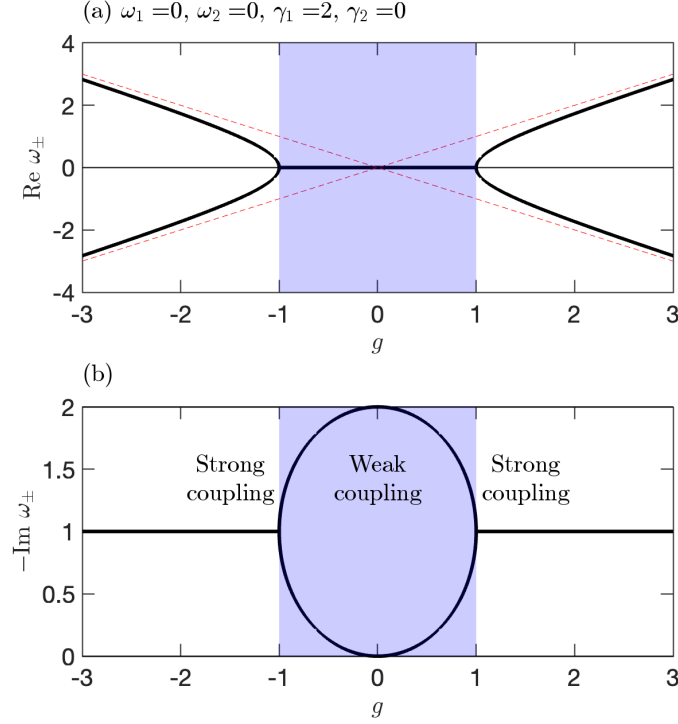 (a) ω₁ =0, ω₂ =0, γ₁ =2, γ₂ =0
Re ω±
4
2
0
-2
-4
-3 -2 -1 0 1 2 3
g
(b)
−Im ω±
2
1.5
1
0.5
0
Strong coupling
Weak coupling
Strong coupling
-3 -2 -1 0 1 2 3
g